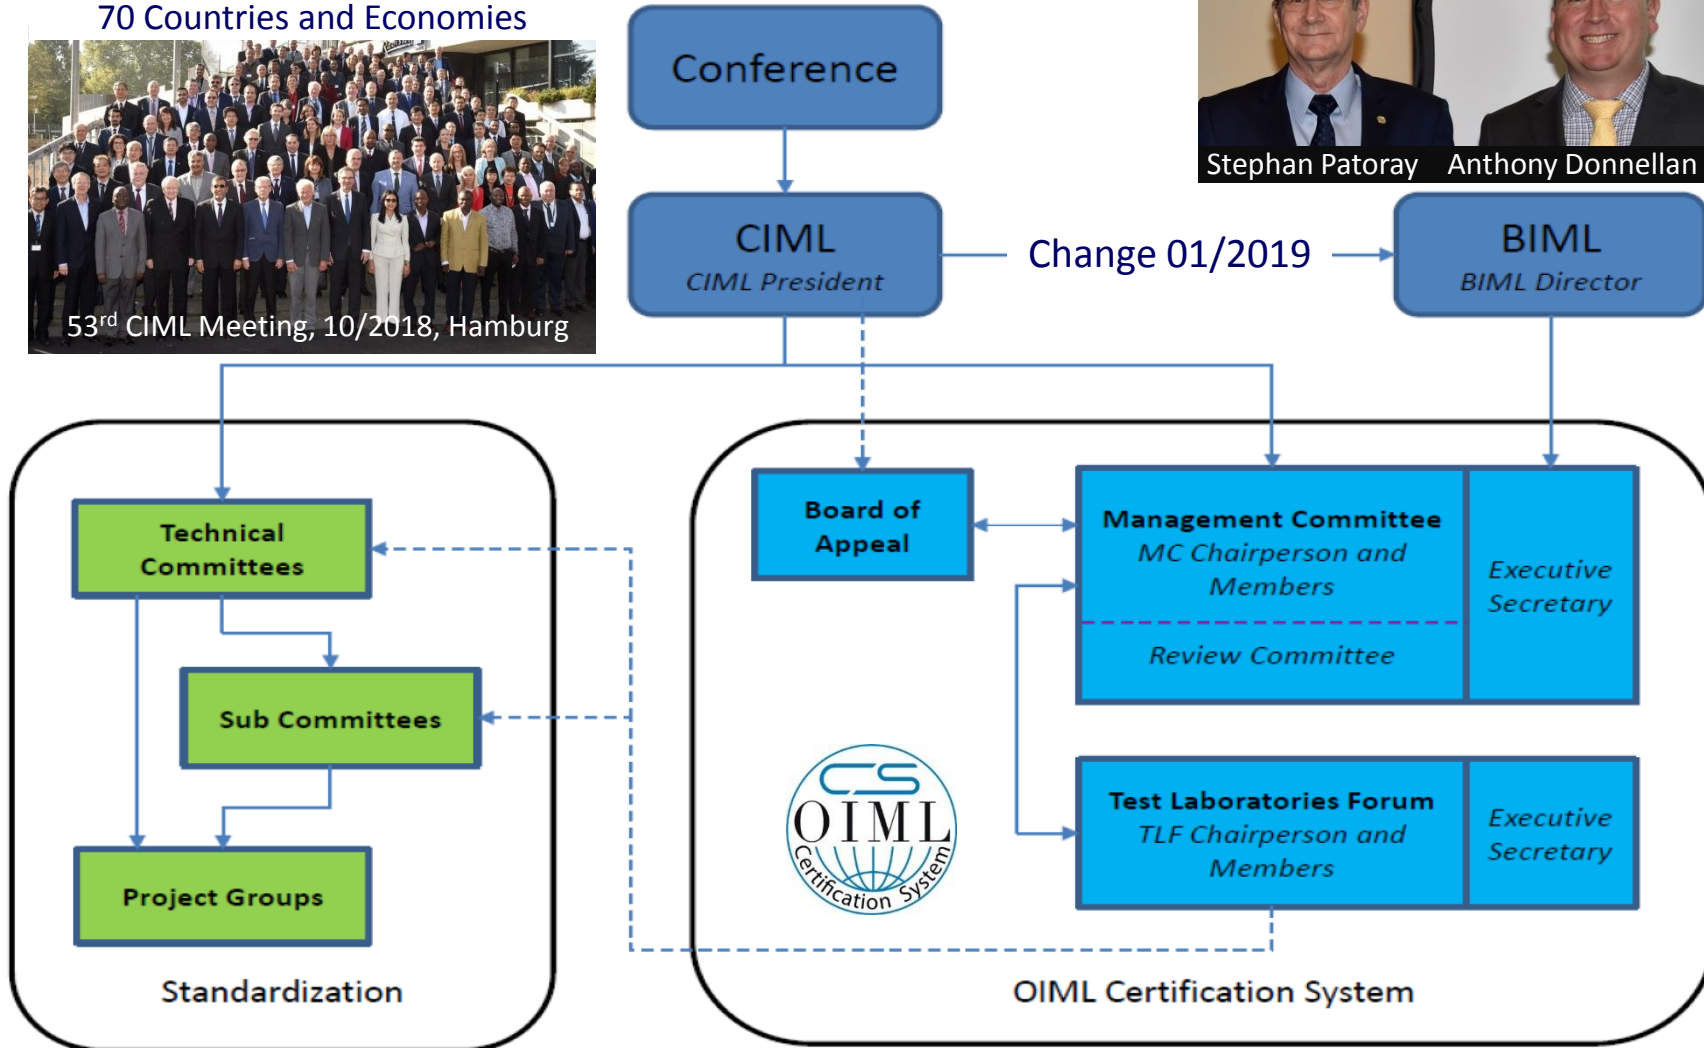 70 Countries and Economies
53rd CIML Meeting, 10/2018, Hamburg
Conference
Stephan Patoray Anthony Donnellan
CIML
CIML President
Change 01/2019
BIML
BIML Director
Technical
Committees
Sub Committees
Project Groups
Standardization
Board of
Appeal
Management Committee
MC Chairperson and
Members
Review Committee
Executive
Secretary
CS
OIML
Certification System
Test Laboratories Forum
TLF Chairperson and
Members
Executive
Secretary
OIML Certification System